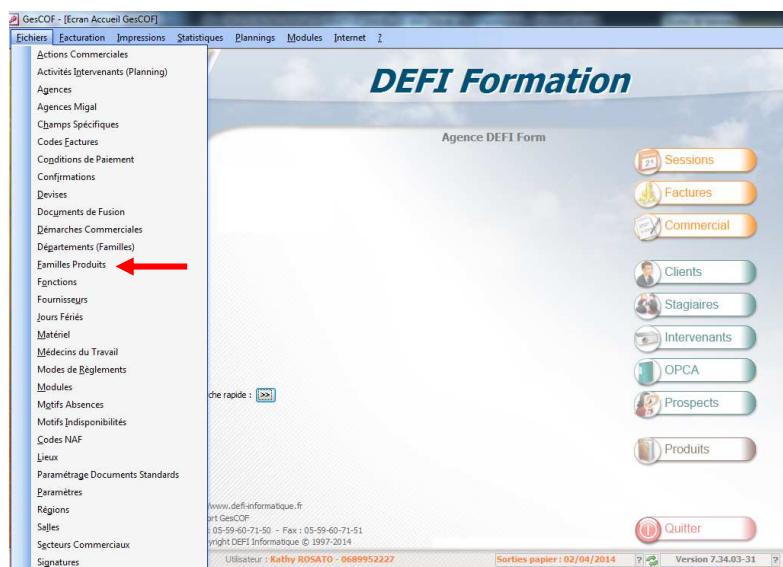 GesCOF - [Ecran Accueil GesCOF]
Fichiers Facturation Impressions Statistiques Plannings Modules Internet ?
Actions Commerciales
Activités Intervenants (Planning)
Agences
Agences Migal
Champs Spécifiques
Codes Factures
Conditions de Paiement
Confirmations
Devises
Documents de Fusion
Démarches Commerciales
Départements (Familles)
Familles Produits
Fonctions
Fournisseurs
Jours Fériés
Matériel
Médecins du Travail
Modes de Règlements
Modules
Motifs Absences
Motifs Indisponibilités
Codes NAF
Lieux
Paramétrage Documents Standards
Paramètres
Régions
Salles
Secteurs Commerciaux
Signatures
DEFI Formation
Agence DEFI Form
21
Sessions
Factures
Commercial
Clients
Stagiaires
Intervenants
OPCA
Prospects
Produits
Quitter
che rapide : >>
www.defi-informatique.fr
ort GesCOF
: 05-59-60-71-50 - Fax : 05-59-60-71-51
yright DEFI Informatique © 1997-2014
Utilisateur : Kathy ROSATO - 0689952227 Sorties papier : 02/04/2014 ? Version 7.34.03-31 ?